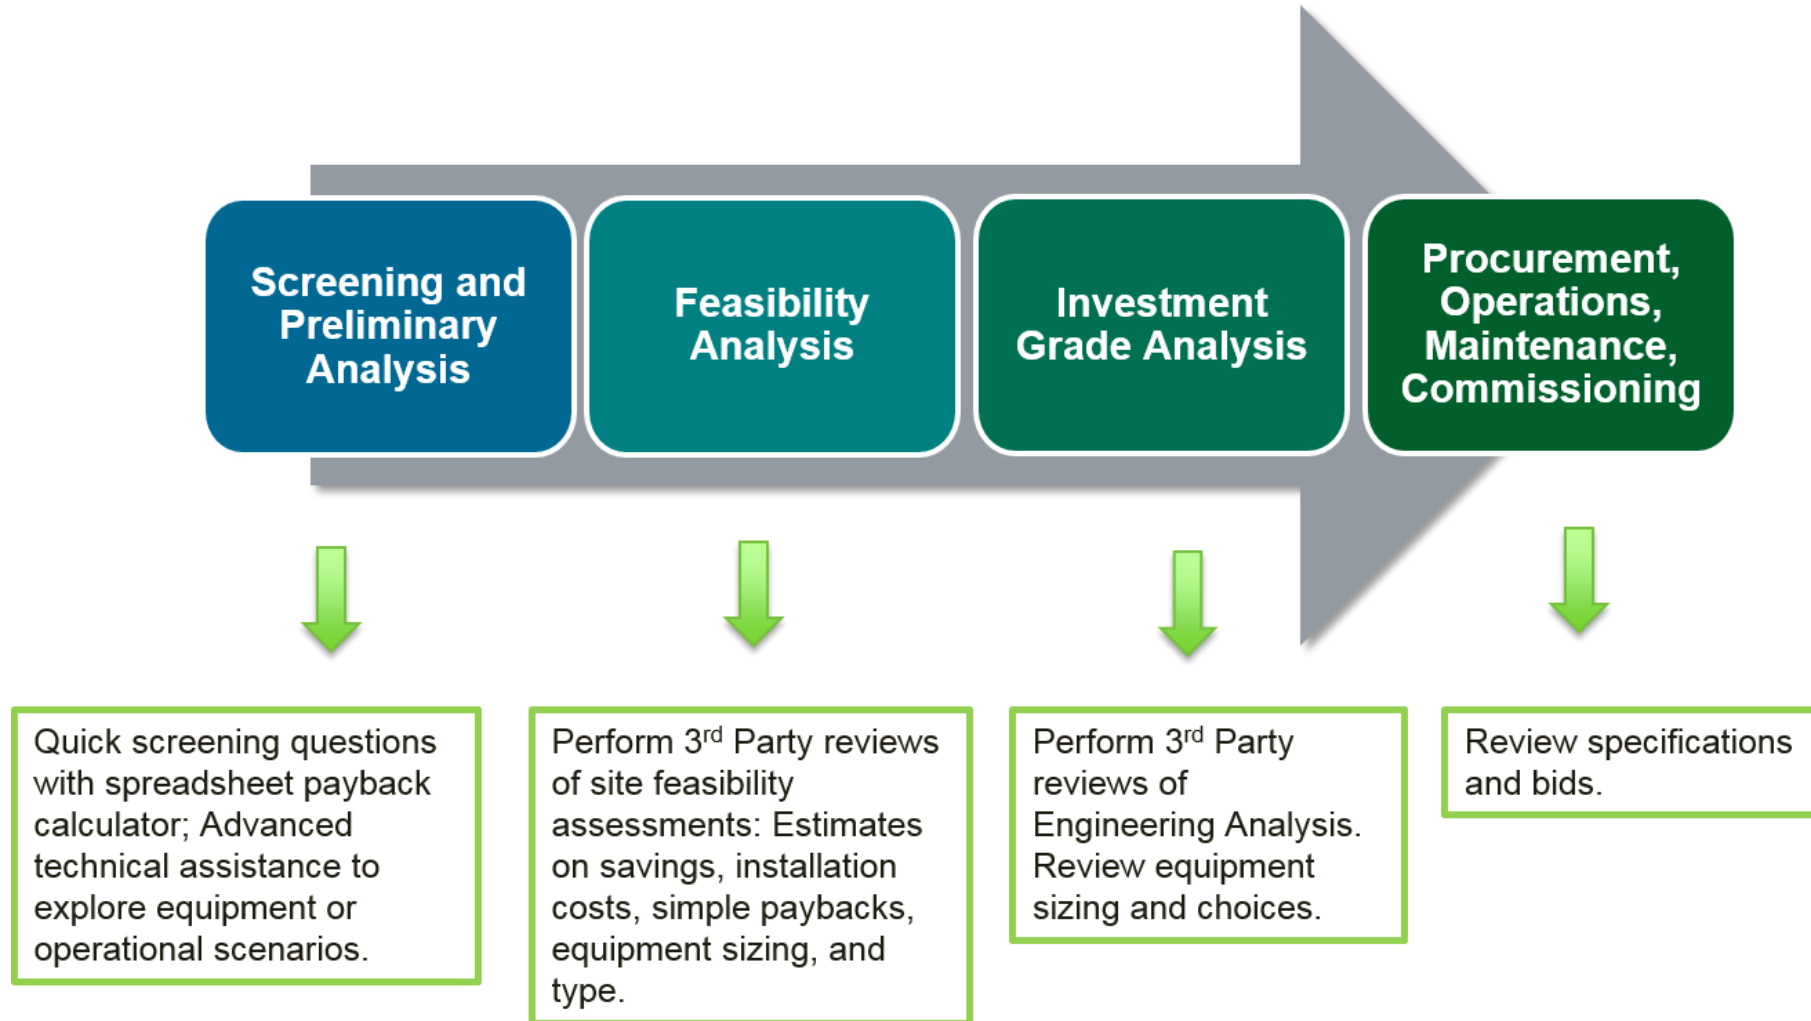 Screening and
Preliminary
Analysis
Feasibility
Analysis
Investment
Grade Analysis
Procurement,
Operations,
Maintenance,
Commissioning
Quick screening questions
with spreadsheet payback
calculator; Advanced
technical assistance to
explore equipment or
operational scenarios.
Perform 3rd Party reviews
of site feasibility
assessments: Estimates
on savings, installation
costs, simple paybacks,
equipment sizing, and
type.
Perform 3rd Party
reviews of
Engineering Analysis.
Review equipment
sizing and choices.
Review specifications
and bids.